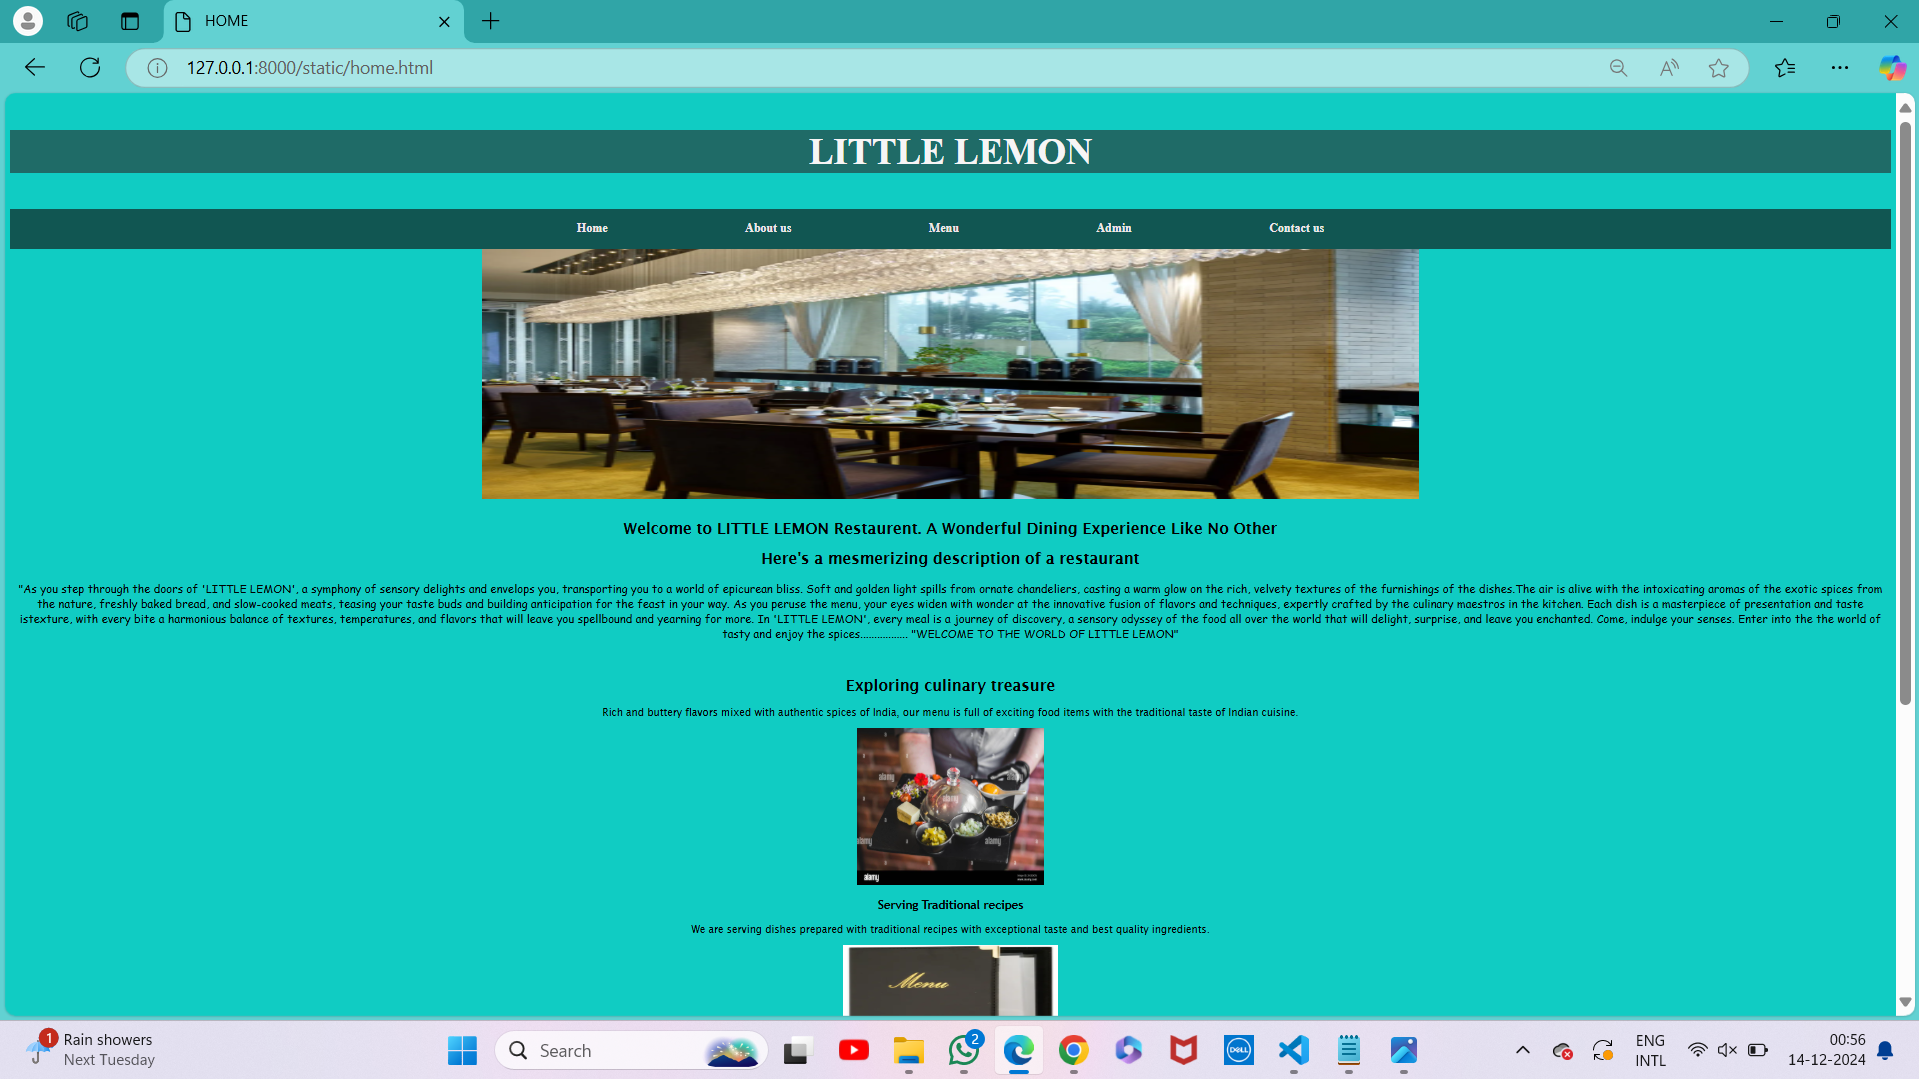 HOME
127.0.0.1:8000/static/home.html
LITTLE LEMON
Home About us Menu Admin Contact us
Welcome to LITTLE LEMON Restaurent. A Wonderful Dining Experience Like No Other
Here's a mesmerizing description of a restaurant
"As you step through the doors of 'LITTLE LEMON', a symphony of sensory delights and envelops you, transporting you to a world of epicurean bliss. Soft and golden light spills from ornate chandeliers, casting a warm glow on the rich, velvety textures of the furnishings of the dishes.The air is alive with the intoxicating aromas of the exotic spices from
the nature, freshly baked bread, and slow-cooked meats, teasing your taste buds and building anticipation for the feast in your way. As you peruse the menu, your eyes widen with wonder at the innovative fusion of flavors and techniques, expertly crafted by the culinary maestros in the kitchen. Each dish is a masterpiece of presentation and taste
istexture, with every bite a harmonious balance of textures, temperatures, and flavors that will leave you spellbound and yearning for more. In 'LITTLE LEMON', every meal is a journey of discovery, a sensory odyssey of the food all over the world that will delight, surprise, and leave you enchanted. Come, indulge your senses. Enter into the the world of
tasty and enjoy the spices................. "WELCOME TO THE WORLD OF LITTLE LEMON"
Exploring culinary treasure
Rich and buttery flavors mixed with authentic spices of India, our menu is full of exciting food items with the traditional taste of Indian cuisine.
alamy
alamy
alamy alamy
alamy
Serving Traditional recipes
We are serving dishes prepared with traditional recipes with exceptional taste and best quality ingredients.
Menu
1 Rain showers
Next Tuesday
Search
2
DELL
ENG
INTL
00:56
14-12-2024